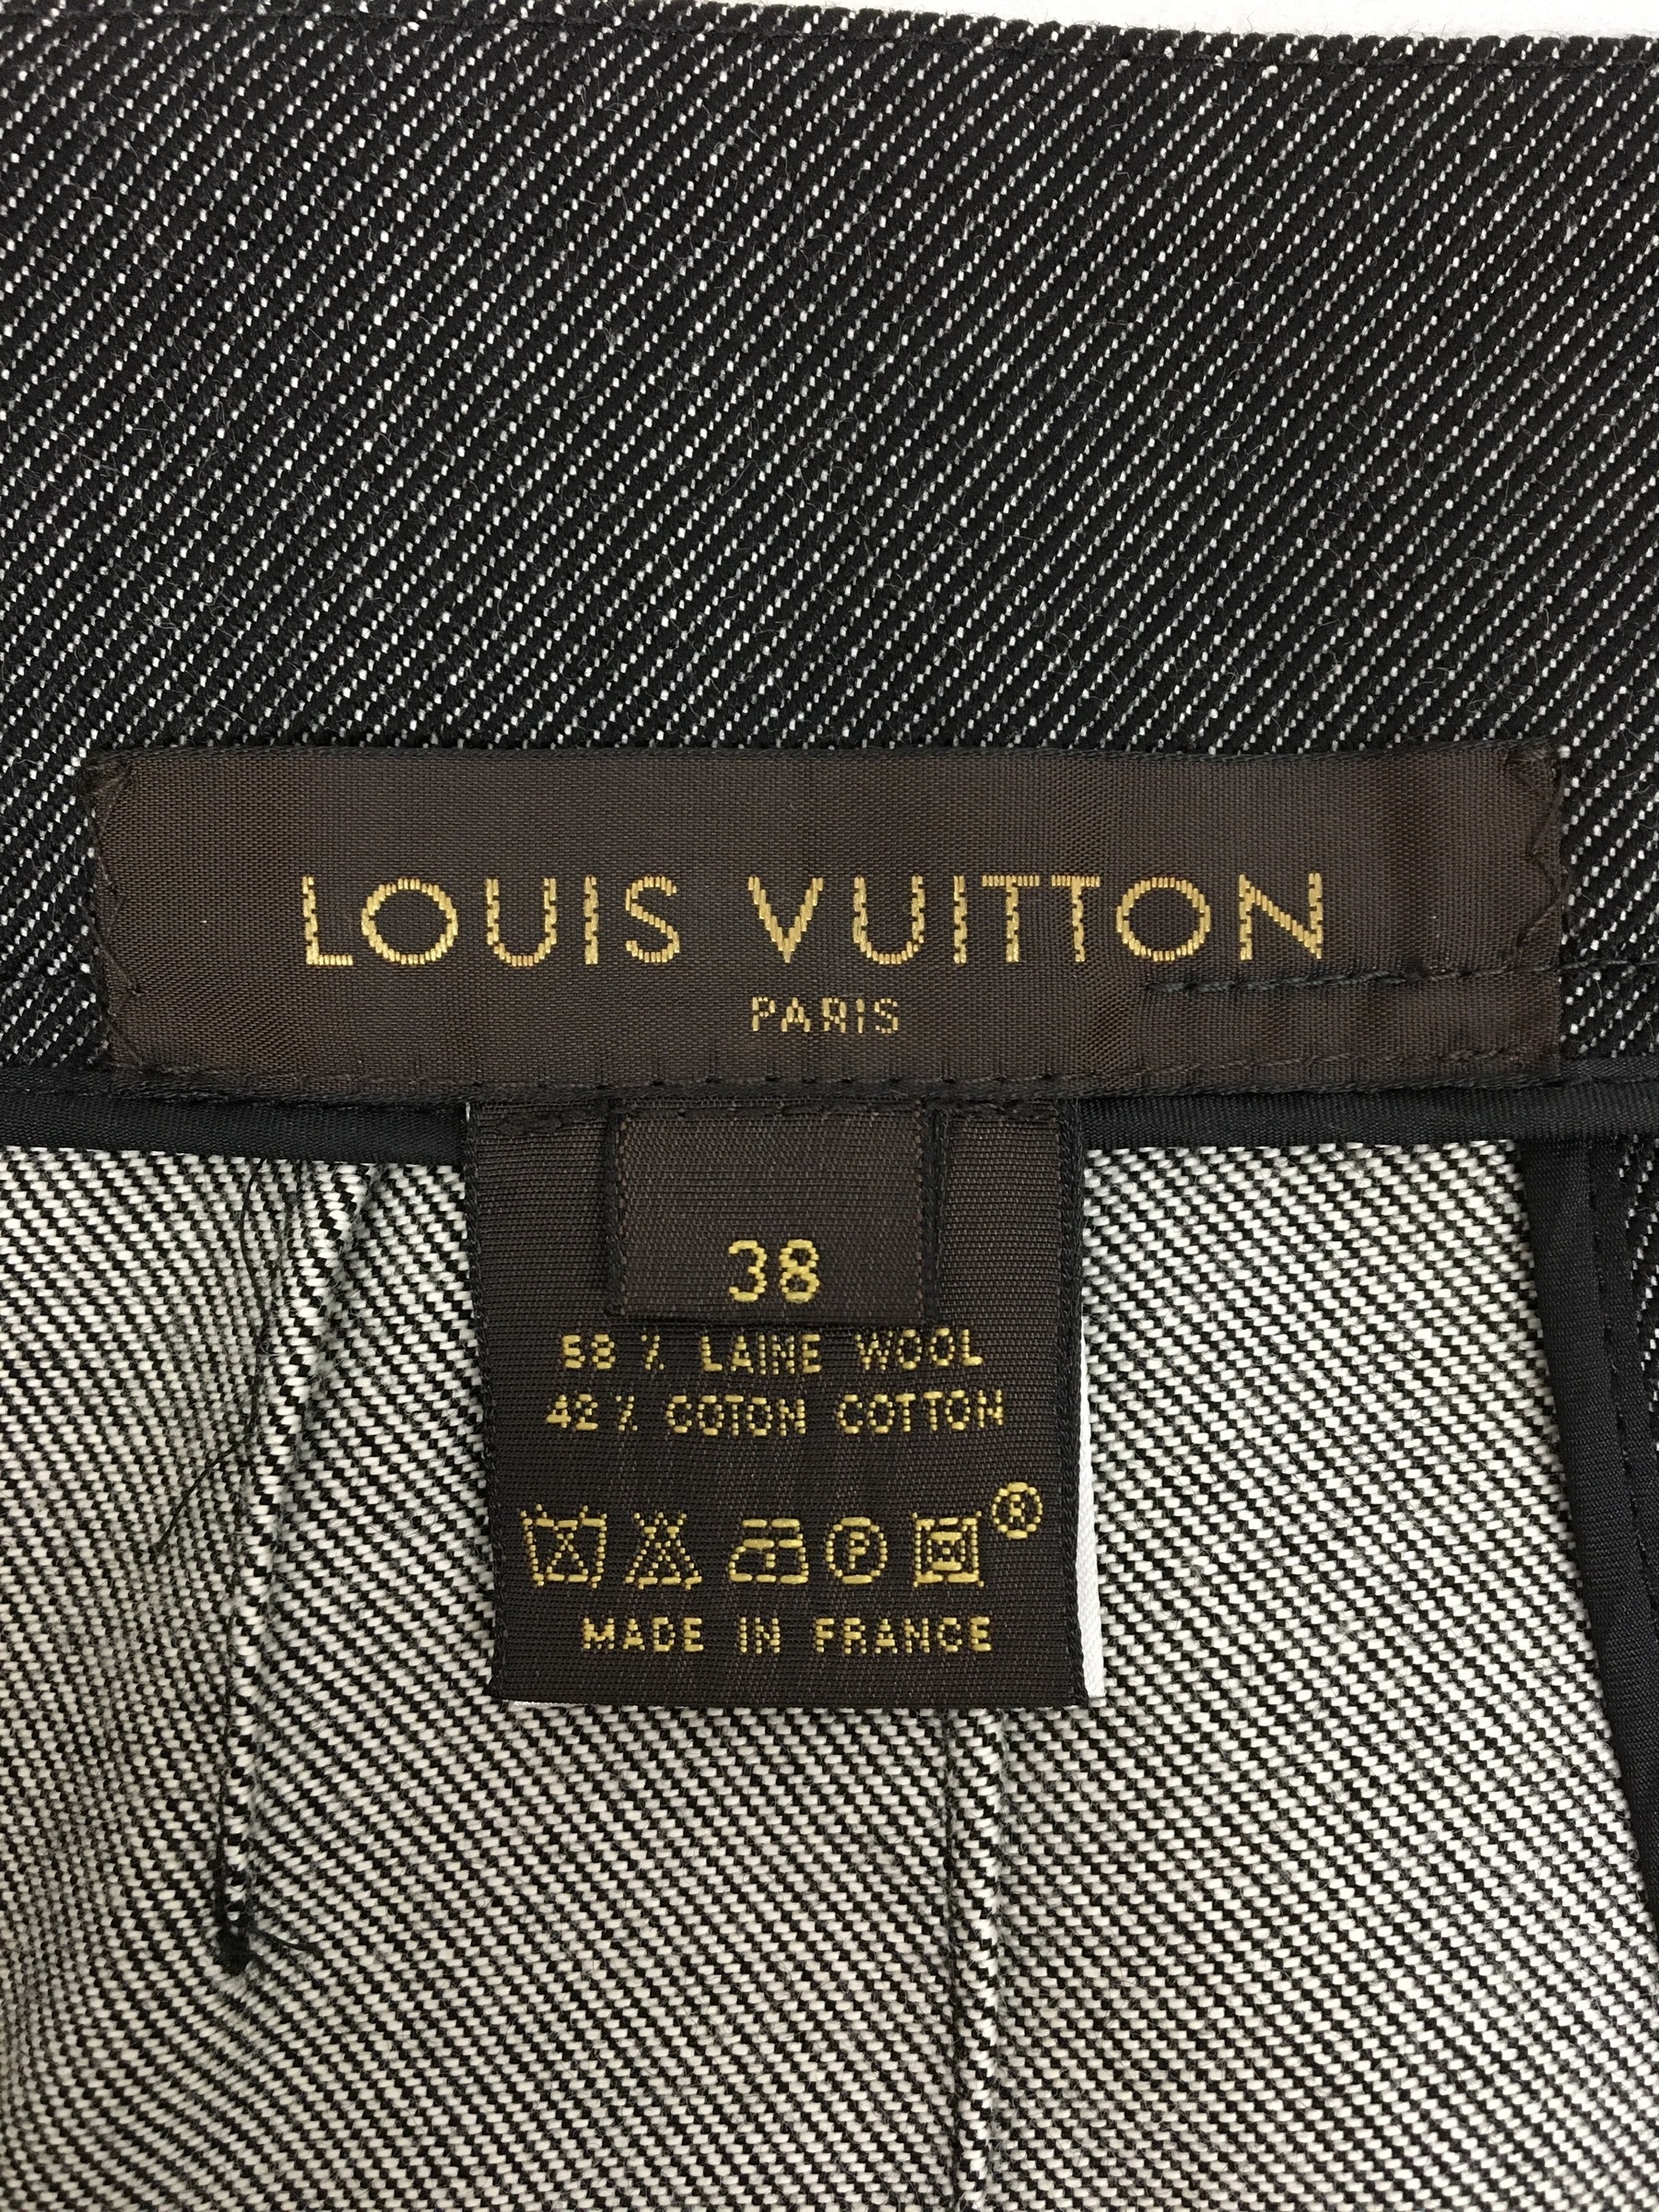 LOUIS VUITTON
PARIS
38
58 % LAINE WOOL
42 % COTON COTTON
P ®
MADE IN FRANCE